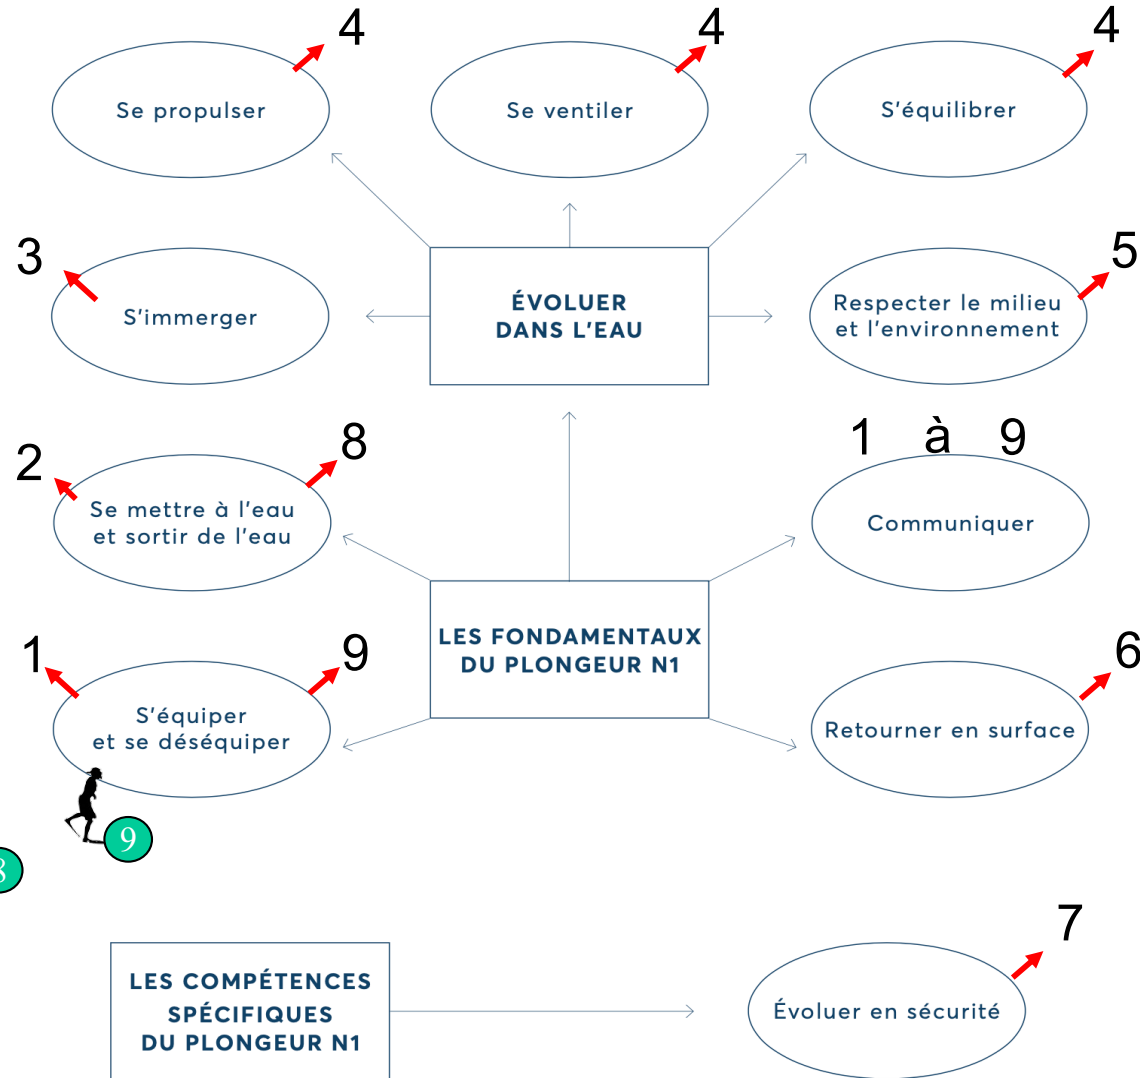 4
4
4
Se propulser
Se ventiler
S'équilibrer
3
5
S'immerger
ÉVOLUER
DANS L'EAU
Respecter le milieu
et l'environnement
2
8
1 à 9
Se mettre à l'eau
et sortir de l'eau
Communiquer
LES FONDAMENTAUX
DU PLONGEUR N1
1
9
6
S'équiper
et se déséquiper
Retourner en surface
9
8
7
LES COMPÉTENCES
SPÉCIFIQUES
DU PLONGEUR N1
Évoluer en sécurité